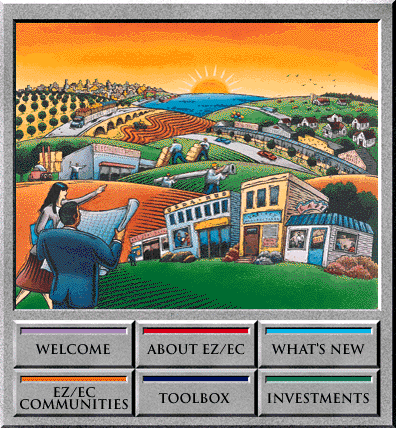 WELCOME
ABOUT EZ/EC
WHAT'S NEW
EZ/EC
COMMUNITIES
TOOLBOX
INVESTMENTS